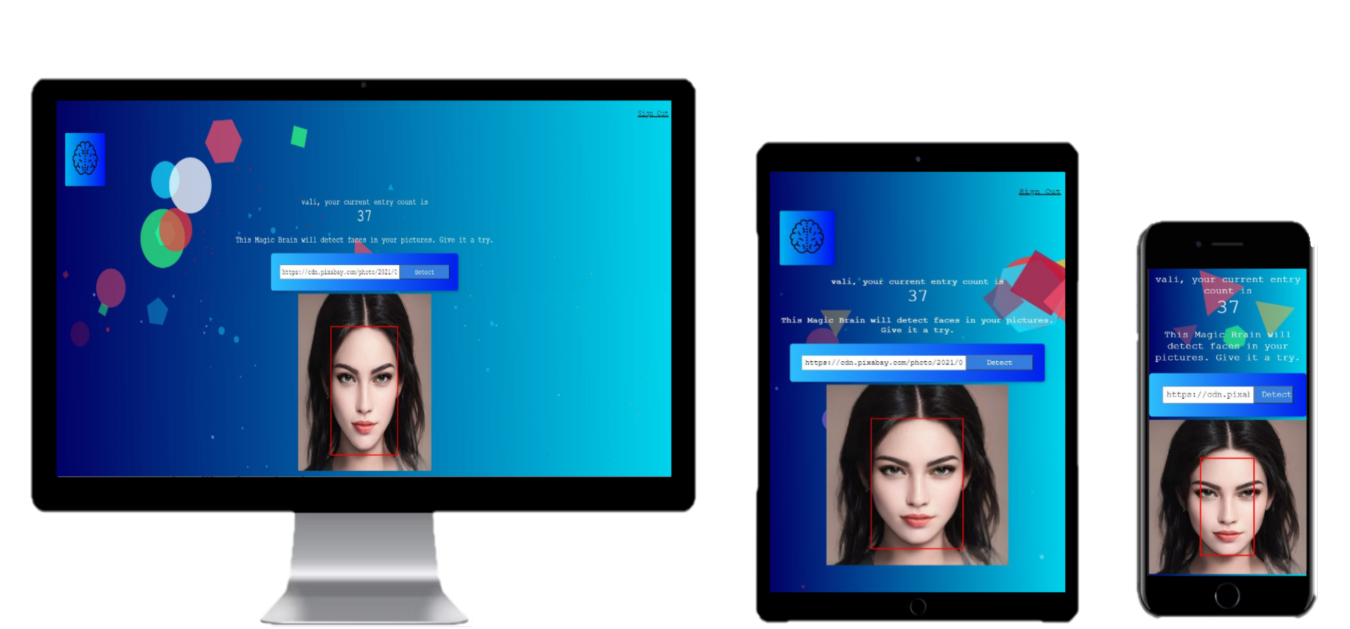 Sign Out
vali, your current entry count is
37
This Magic Brain will detect faces in your pictures. Give it a try.
https://cdn.pixabay.com/photo/2021/0
Detect
Sign Out
vali, your current entry count is
37
This Magic Brain will detect faces in your pictures.
Give it a try.
https://cdn.pixabay.com/photo/2021/0
Detect
vali, your current entry
count is
37
This Magic Brain will
detect faces in your
pictures. Give it a try.
https://cdn.pixal
Detect